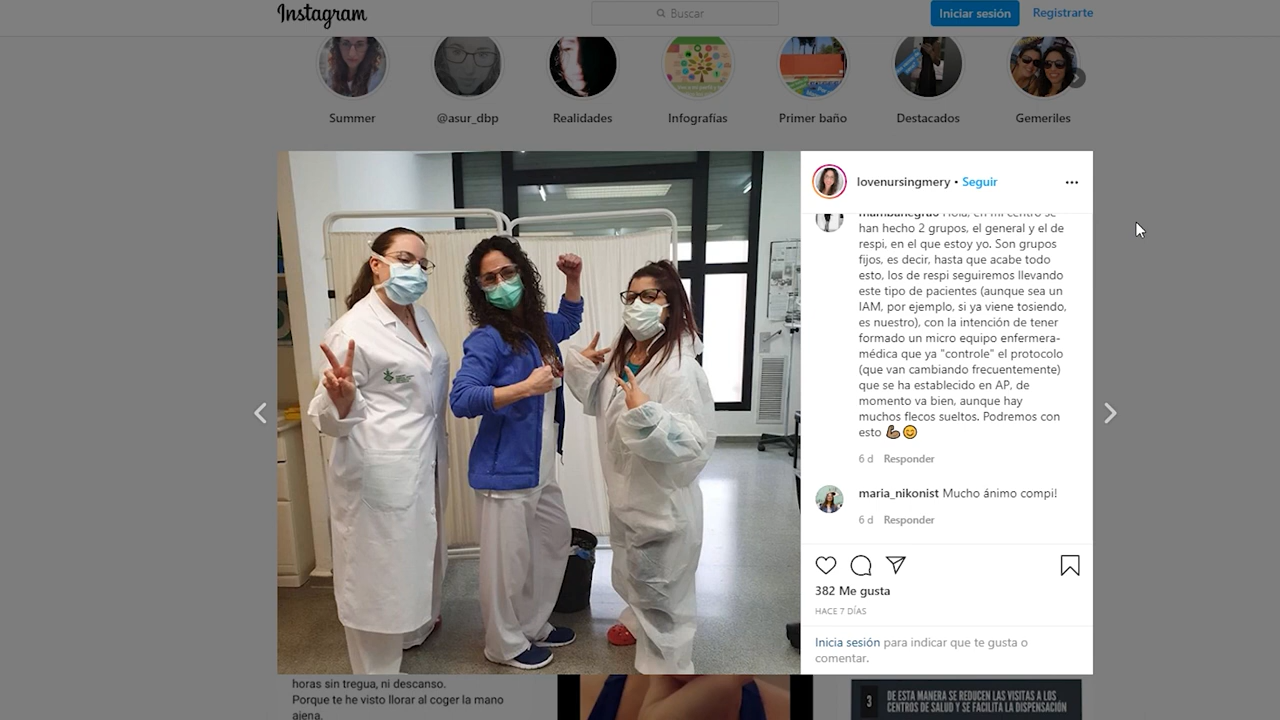 Instagram
Buscar
Iniciar sesión
Registrarte
Summer
@asur_dbp
Realidades
Infografías
Primer baño
Destacados
Gemeriles
lovenursingmery • Seguir
mambanegrao Hola, en mi centro se
han hecho 2 grupos, el general y el de
respi, en el que estoy yo. Son grupos
fijos, es decir, hasta que acabe todo
esto, los de respi seguiremos llevando
este tipo de pacientes (aunque sea un
IAM, por ejemplo, si ya viene tosiendo,
es nuestro), con la intención de tener
formado un micro equipo enfermera-
médica que ya "controle" el protocolo
(que van cambiando frecuentemente)
que se ha establecido en AP, de
momento va bien, aunque hay
muchos flecos sueltos. Podremos con
esto 💪🏽😊
6 d Responder
maria_nikonist Mucho ánimo compi!
6 d Responder
382 Me gusta
HACE 7 DÍAS
Inicia sesión para indicar que te gusta o
comentar.
horas sin tregua, ni descanso.
Porque te he visto llorar al coger la mano
ajena.
3
DE ESTA MANERA SE REDUCEN LAS VISITAS A LOS
CENTROS DE SALUD Y SE FACILITA LA DISPENSACIÓN